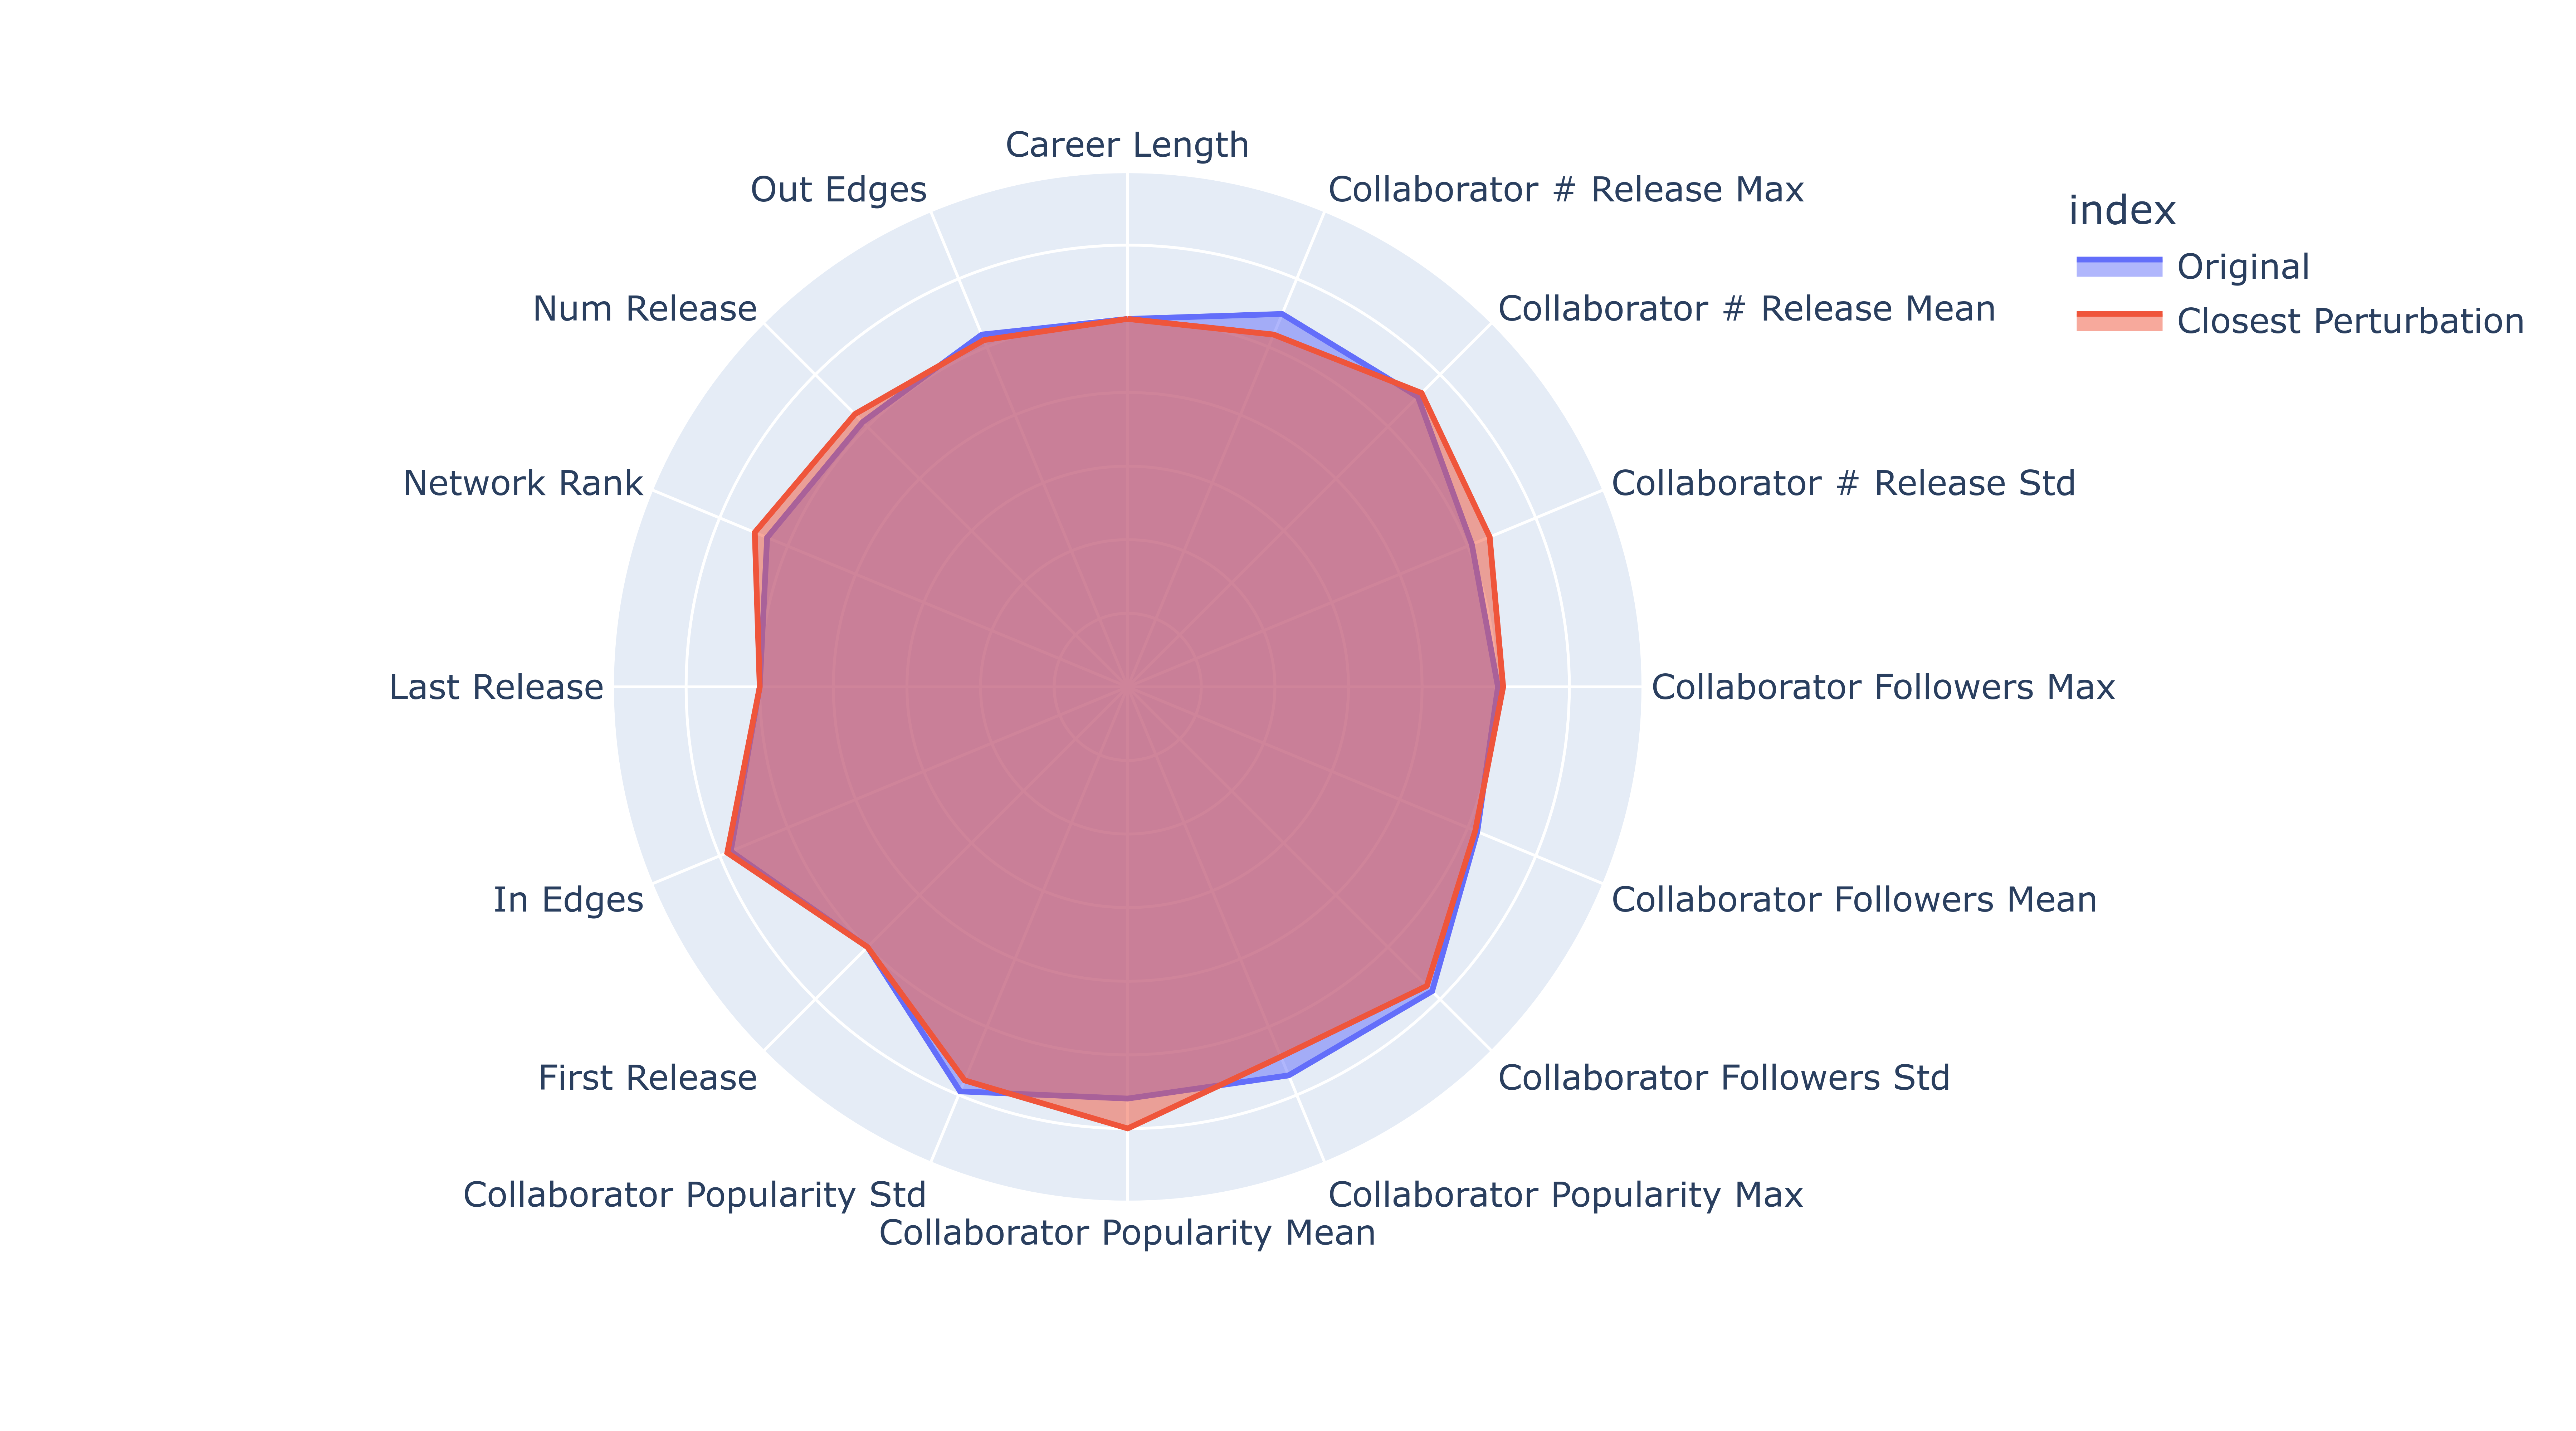 Career Length
Out Edges
Collaborator # Release Max
index
Original
Closest Perturbation
Num Release
Collaborator # Release Mean
Network Rank
Collaborator # Release Std
Last Release
Collaborator Followers Max
In Edges
Collaborator Followers Mean
First Release
Collaborator Followers Std
Collaborator Popularity Std
Collaborator Popularity Max
Collaborator Popularity Mean